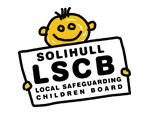 SOLIHULL
LSCB
LOCAL SAFEGUARDING
CHILDREN BOARD